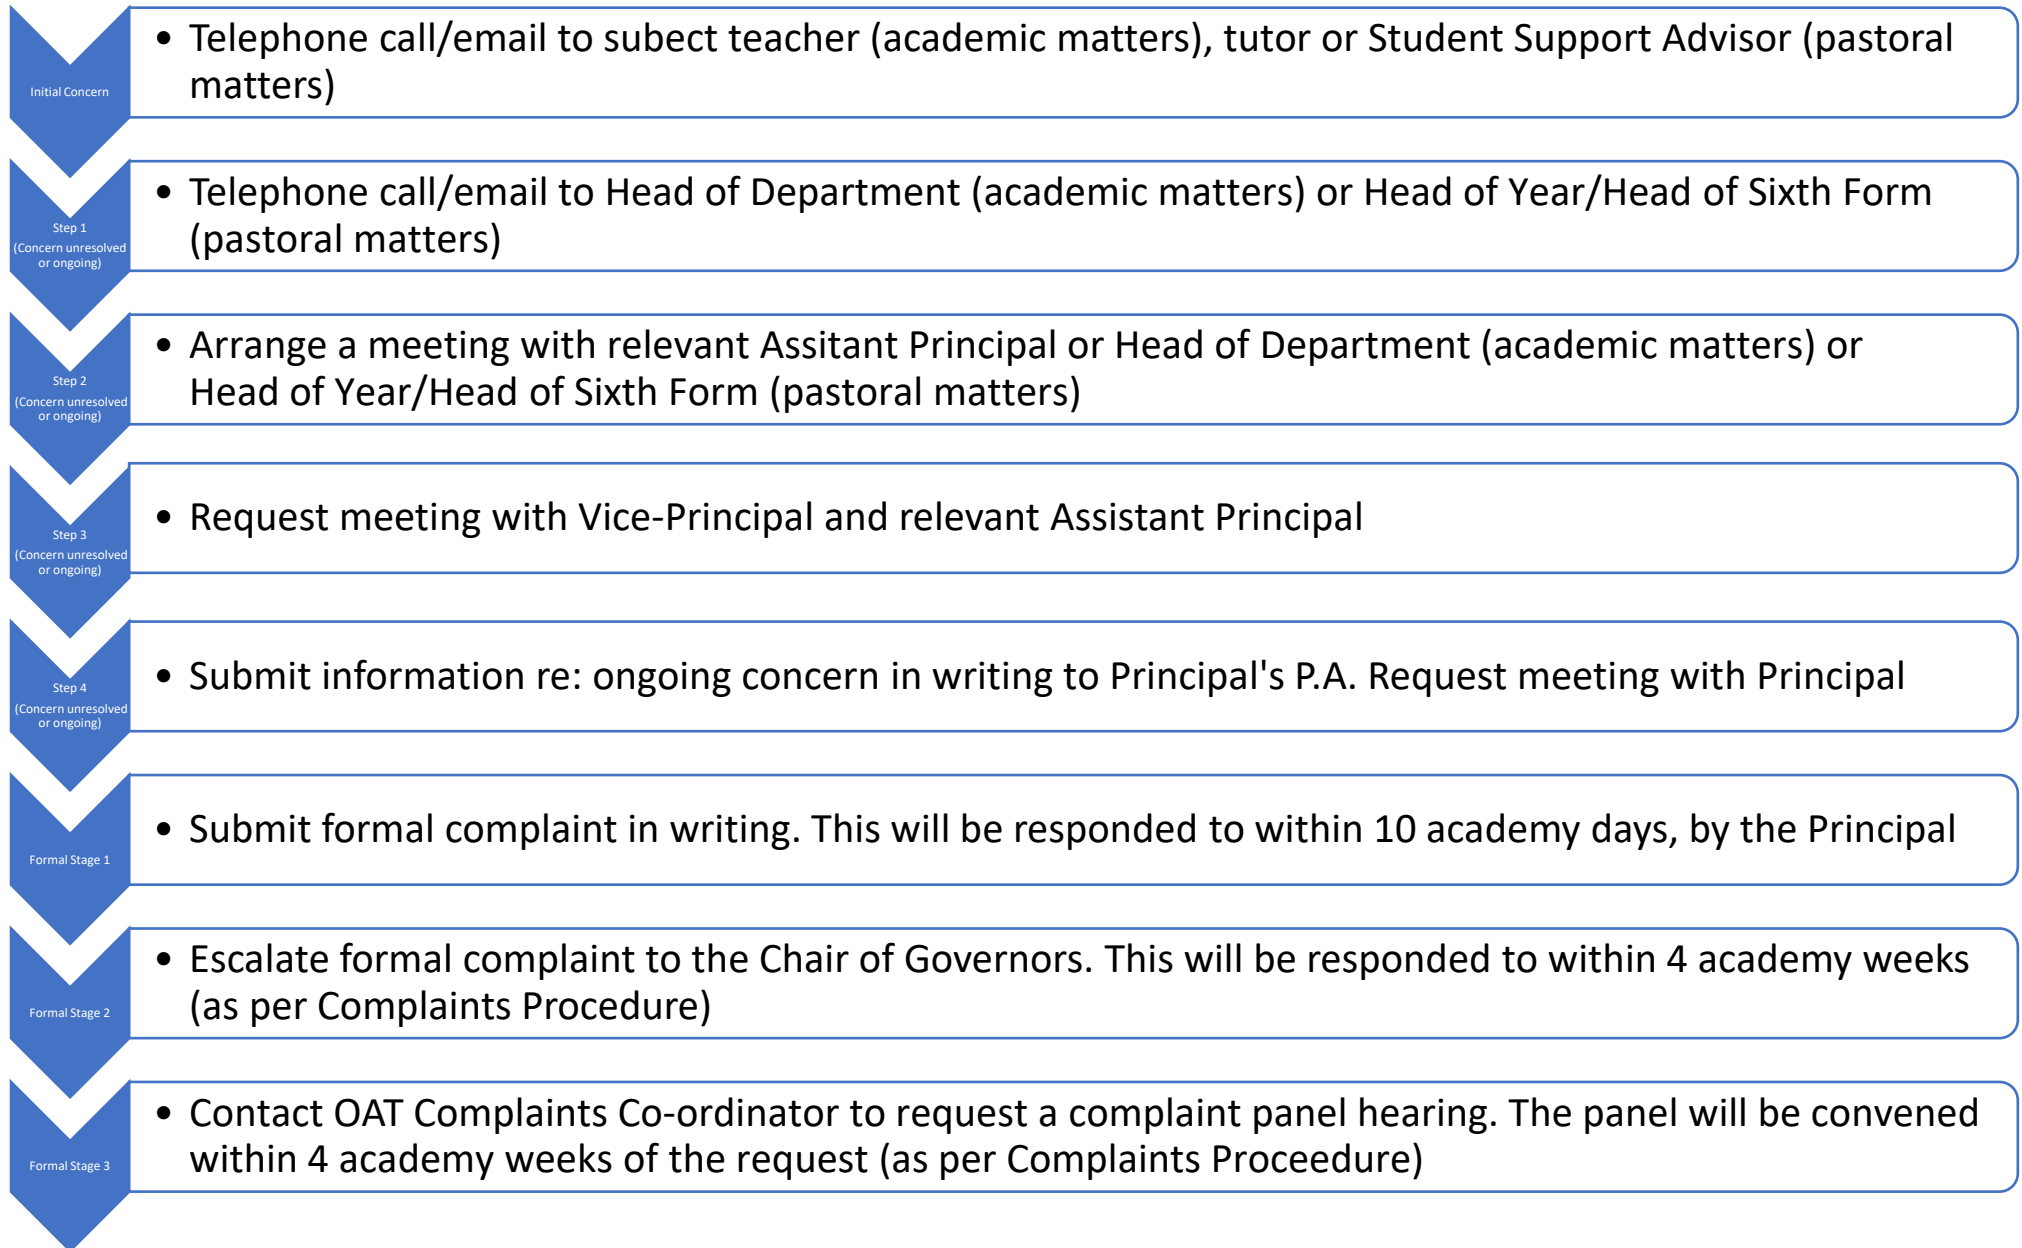 Initial Concern
• Telephone call/email to subect teacher (academic matters), tutor or Student Support Advisor (pastoral
matters)
Step 1
(Concern unresolved
or ongoing)
• Telephone call/email to Head of Department (academic matters) or Head of Year/Head of Sixth Form
(pastoral matters)
Step 2
(Concern unresolved
or ongoing)
• Arrange a meeting with relevant Assitant Principal or Head of Department (academic matters) or
Head of Year/Head of Sixth Form (pastoral matters)
Step 3
(Concern unresolved
or ongoing)
• Request meeting with Vice-Principal and relevant Assistant Principal
Step 4
(Concern unresolved
or ongoing)
• Submit information re: ongoing concern in writing to Principal's P.A. Request meeting with Principal
Formal Stage 1
• Submit formal complaint in writing. This will be responded to within 10 academy days, by the Principal
Formal Stage 2
• Escalate formal complaint to the Chair of Governors. This will be responded to within 4 academy weeks
(as per Complaints Procedure)
Formal Stage 3
• Contact OAT Complaints Co-ordinator to request a complaint panel hearing. The panel will be convened
within 4 academy weeks of the request (as per Complaints Proceedure)